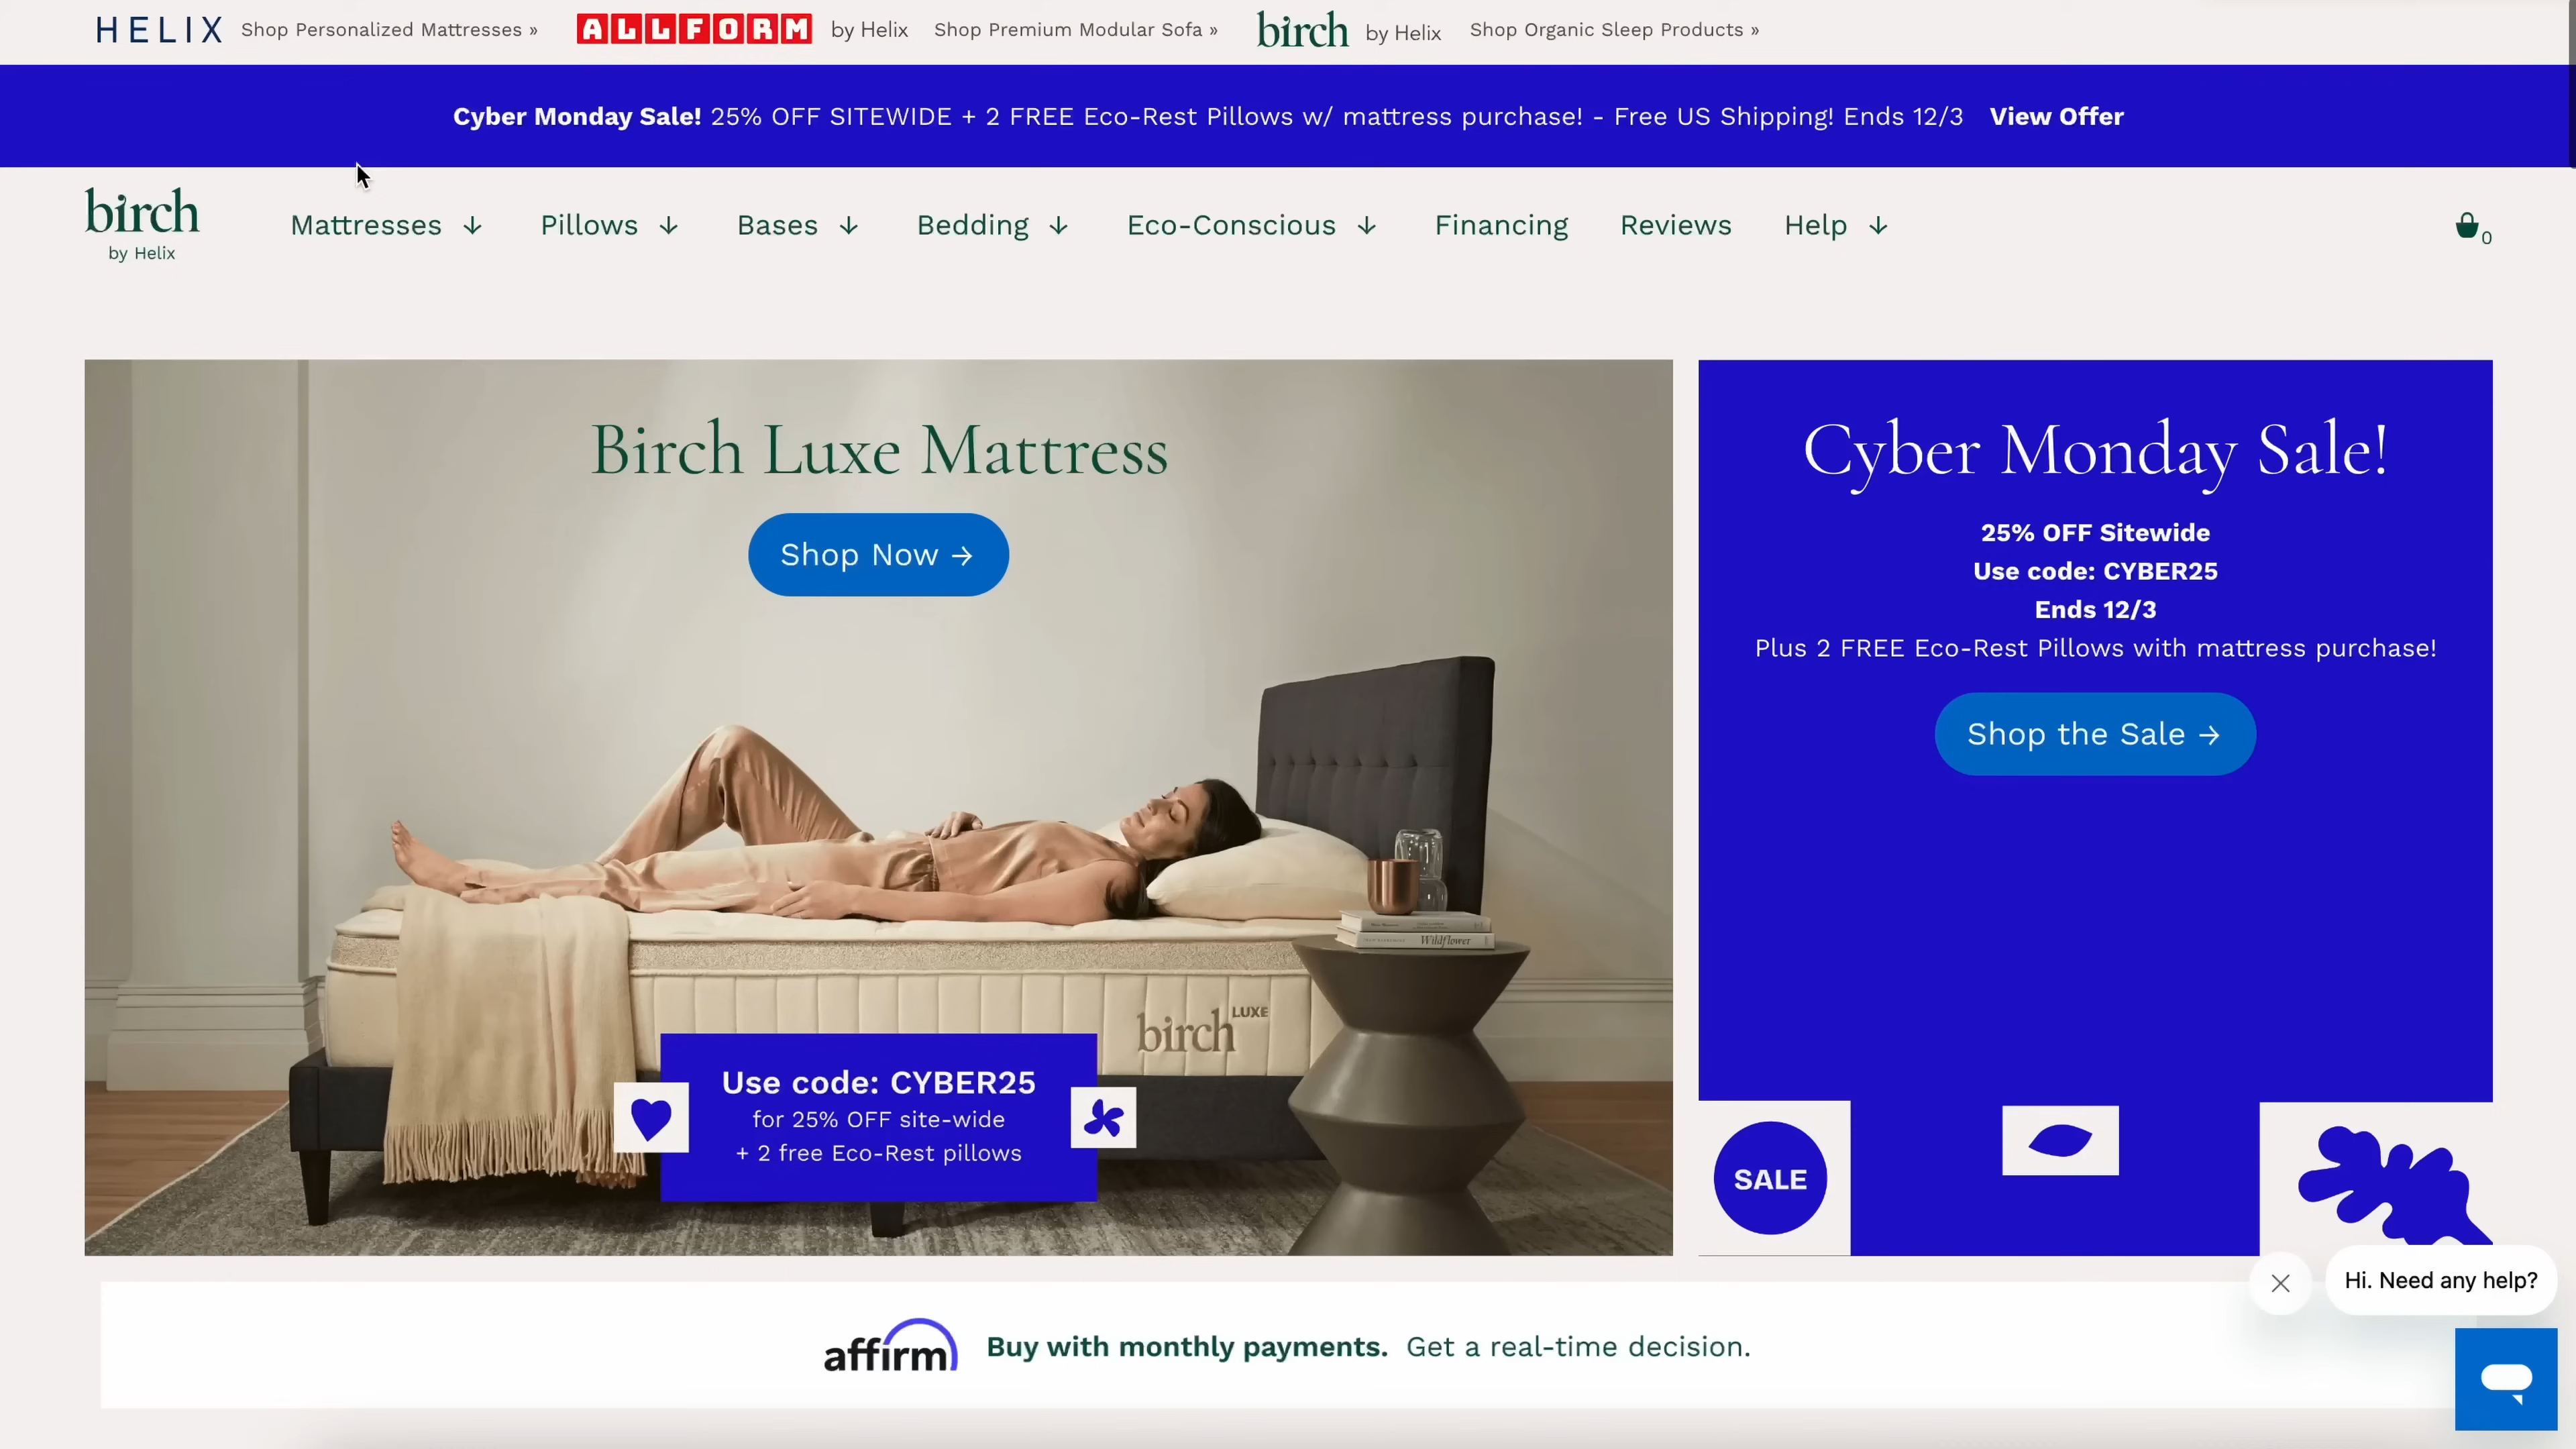 HELIX Shop Personalized Mattresses » ALLFORM by Helix Shop Premium Modular Sofa » birch by Helix Shop Organic Sleep Products »
Cyber Monday Sale! 25% OFF SITEWIDE + 2 FREE Eco-Rest Pillows w/ mattress purchase! - Free US Shipping! Ends 12/3 View Offer
birch
by Helix
Mattresses ↓ Pillows ↓ Bases ↓ Bedding ↓ Eco-Conscious ↓ Financing Reviews Help ↓ 0
Birch Luxe Mattress
Shop Now →
Wildflower
birch LUXE
Use code: CYBER25
for 25% OFF site-wide
+ 2 free Eco-Rest pillows
Cyber Monday Sale!
25% OFF Sitewide
Use code: CYBER25
Ends 12/3
Plus 2 FREE Eco-Rest Pillows with mattress purchase!
Shop the Sale →
SALE
Hi. Need any help?
affirm Buy with monthly payments. Get a real-time decision.